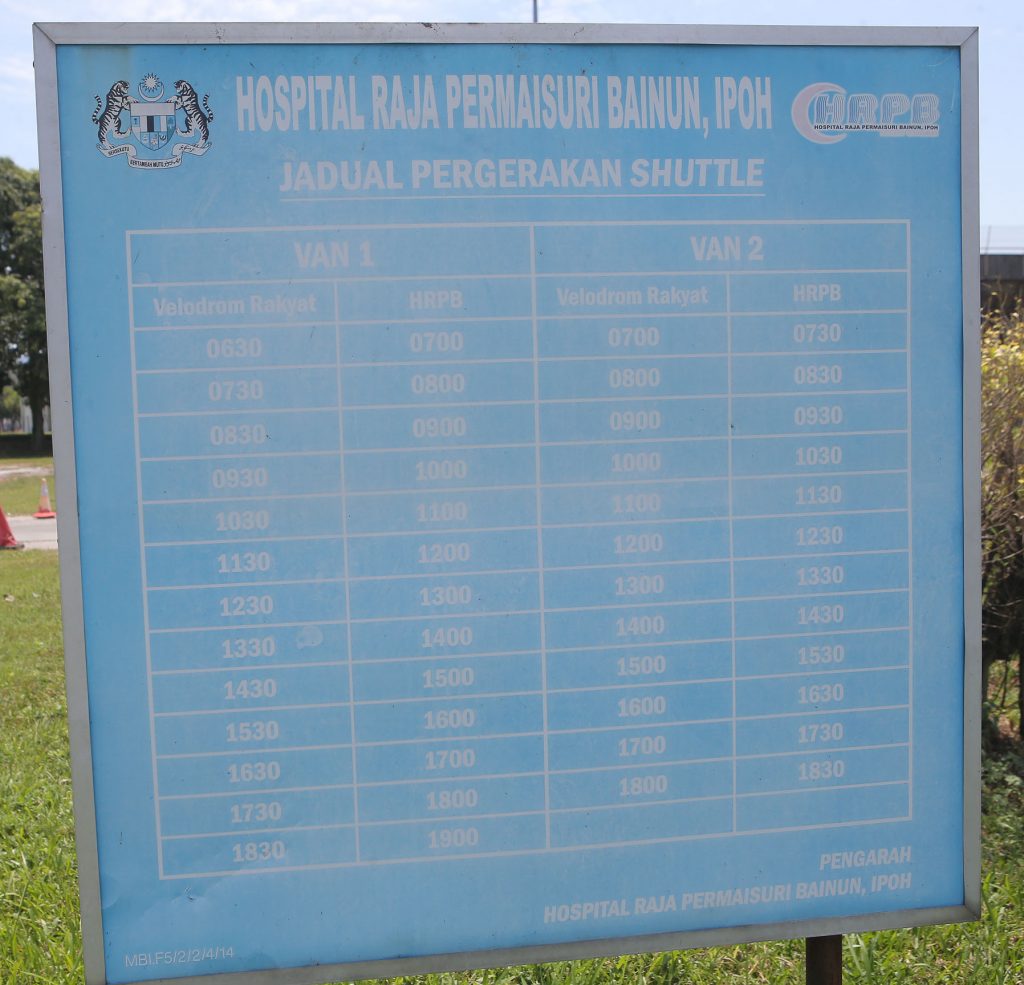 HOSPITAL RAJA PERMAISURI BAINUN, IPOH
HRPB
HOSPITAL RAJA PERMAISURI BAINUN, IPOH
BERSEKUTU BERTAMBAH MUTU
JADUAL PERGERAKAN SHUTTLE
VAN 1 VAN 2
Velodrom Rakyat HRPB Velodrom Rakyat HRPB
0630 0700 0700 0730
0730 0800 0800 0830
0830 0900 0900 0930
0930 1000 1000 1030
1030 1100 1100 1130
1130 1200 1200 1230
1230 1300 1300 1330
1330 1400 1400 1430
1430 1500 1500 1530
1530 1600 1600 1630
1630 1700 1700 1730
1730 1800 1800 1830
1830 1900
PENGARAH
HOSPITAL RAJA PERMAISURI BAINUN, IPOH
MBI.F5/2/2/4/14